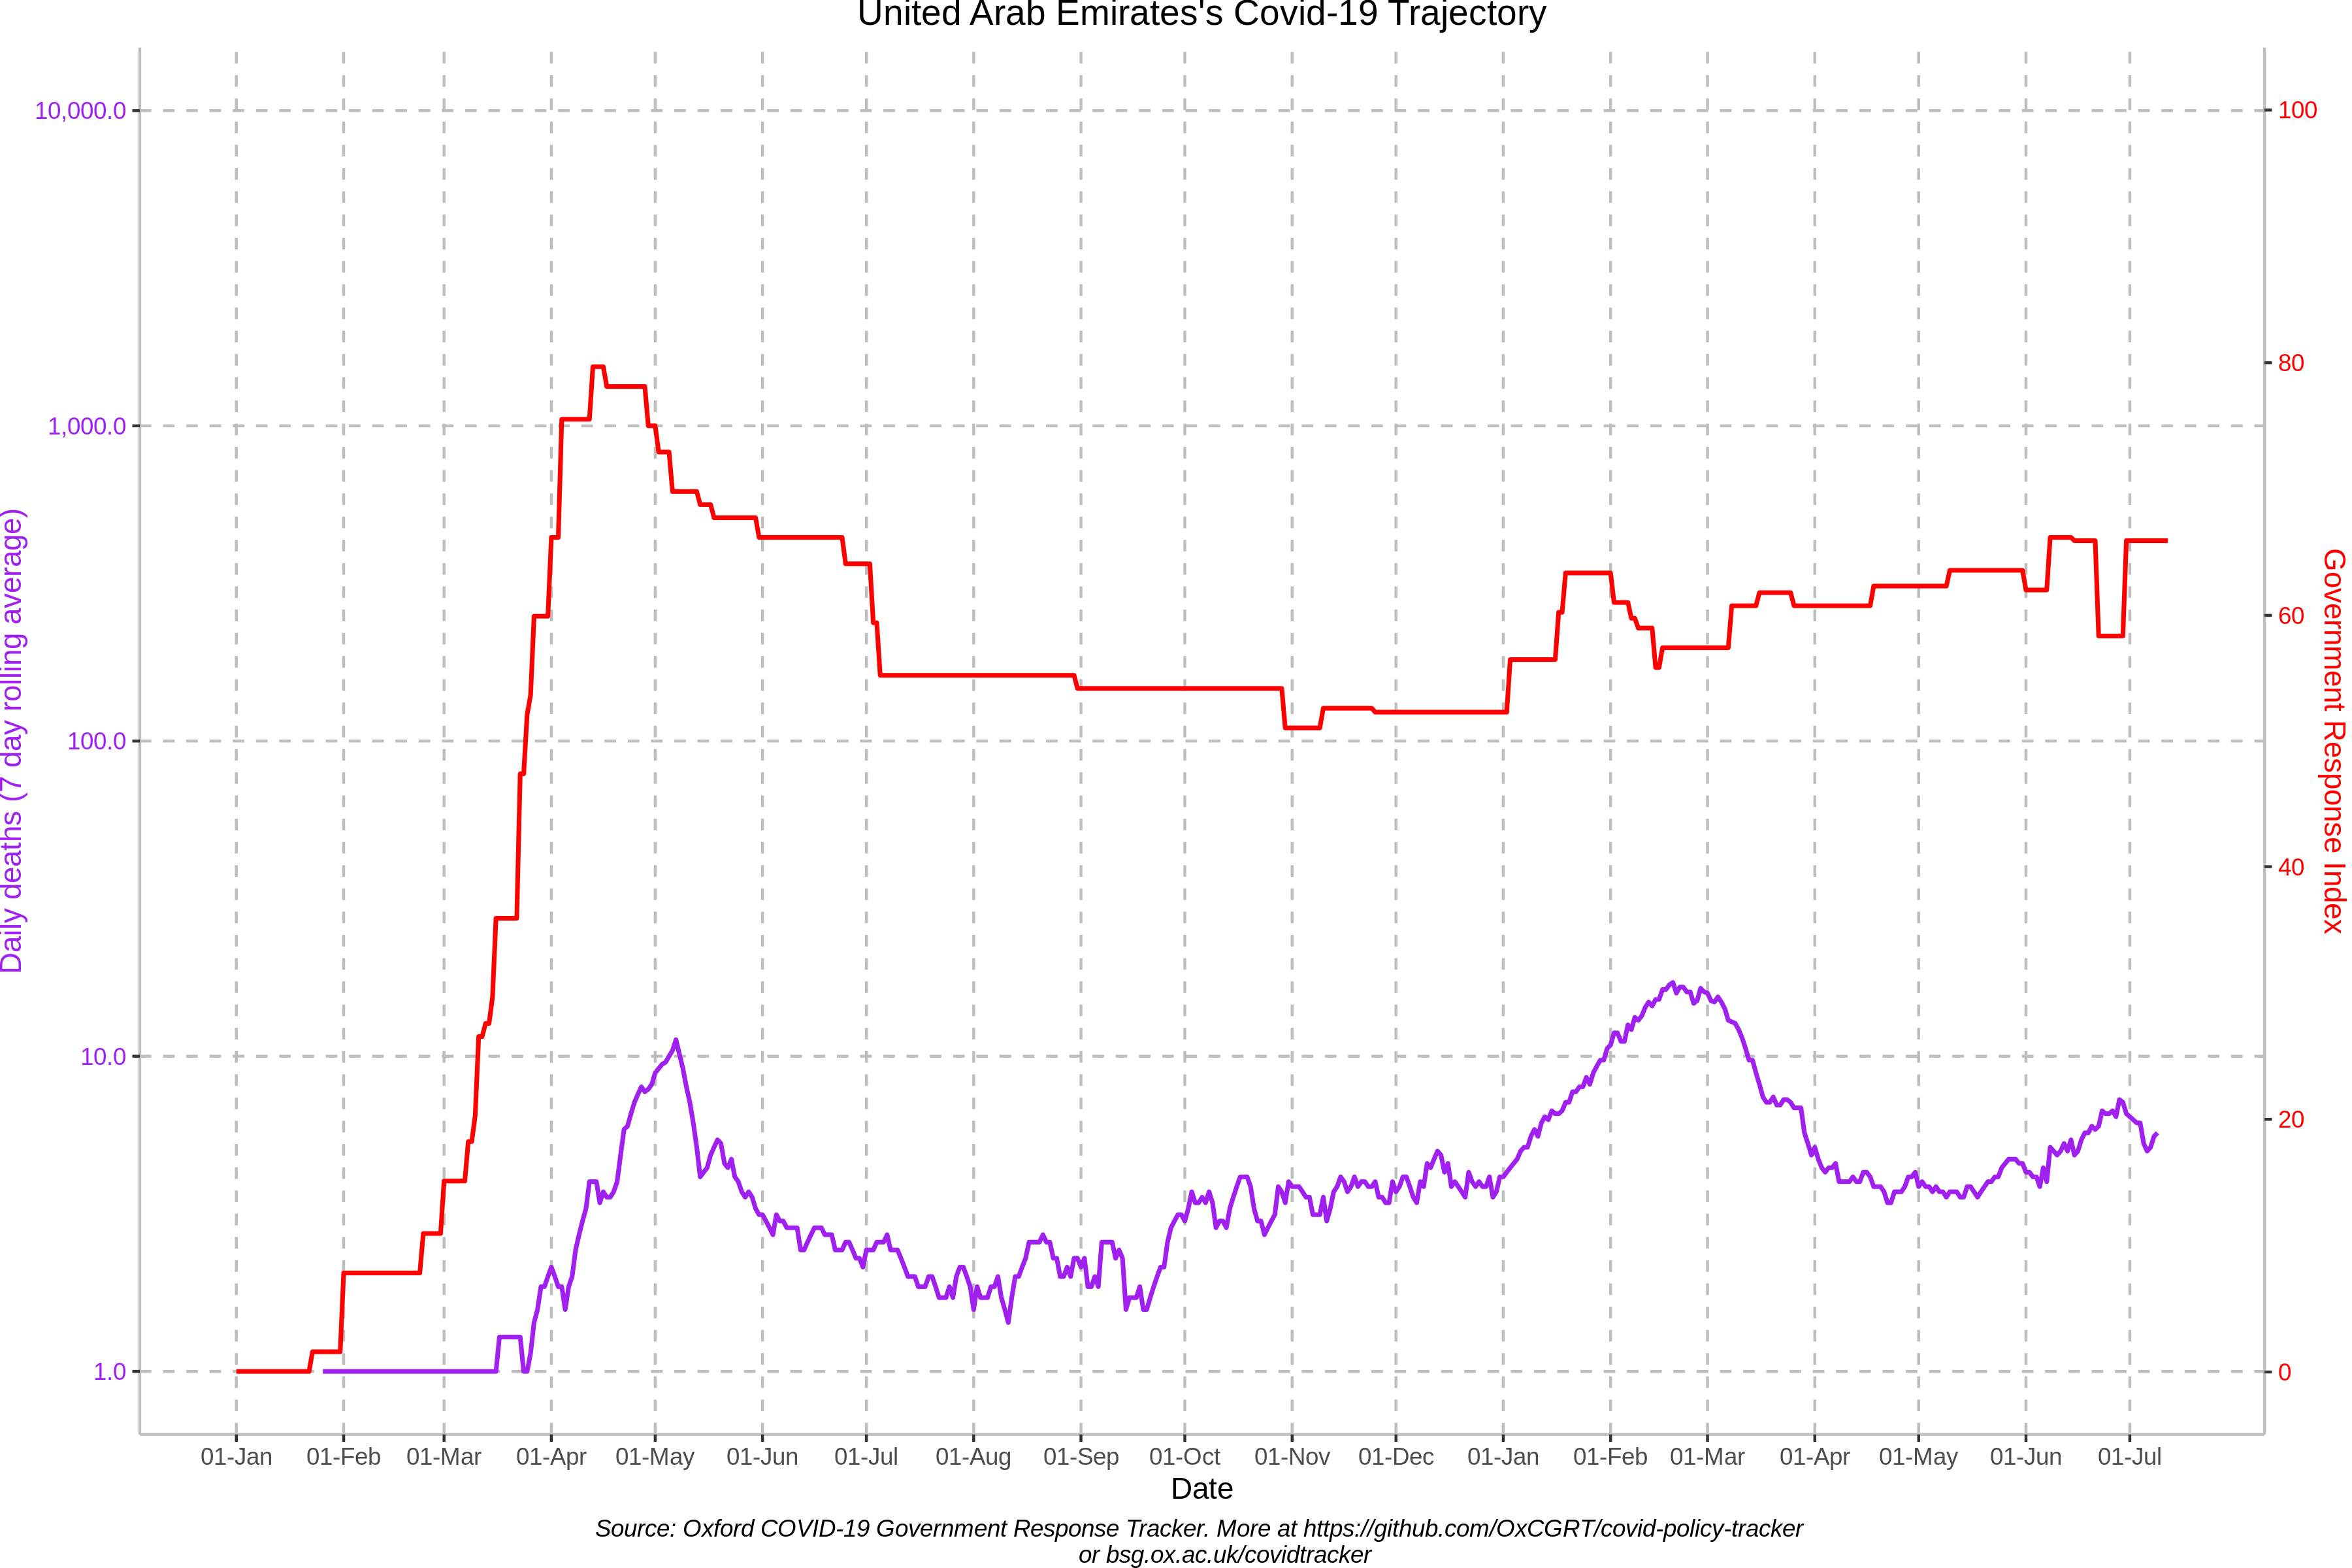 United Arab Emirates's Covid-19 Trajectory
10,000.0
1,000.0
100.0
10.0
1.0
Daily deaths (7 day rolling average)
100
80
60
40
20
0
Government Response Index
01-Jan 01-Feb 01-Mar 01-Apr 01-May 01-Jun 01-Jul 01-Aug 01-Sep 01-Oct 01-Nov 01-Dec 01-Jan 01-Feb 01-Mar 01-Apr 01-May 01-Jun 01-Jul
Date
Source: Oxford COVID-19 Government Response Tracker. More at https://github.com/OxCGRT/covid-policy-tracker
or bsg.ox.ac.uk/covidtracker